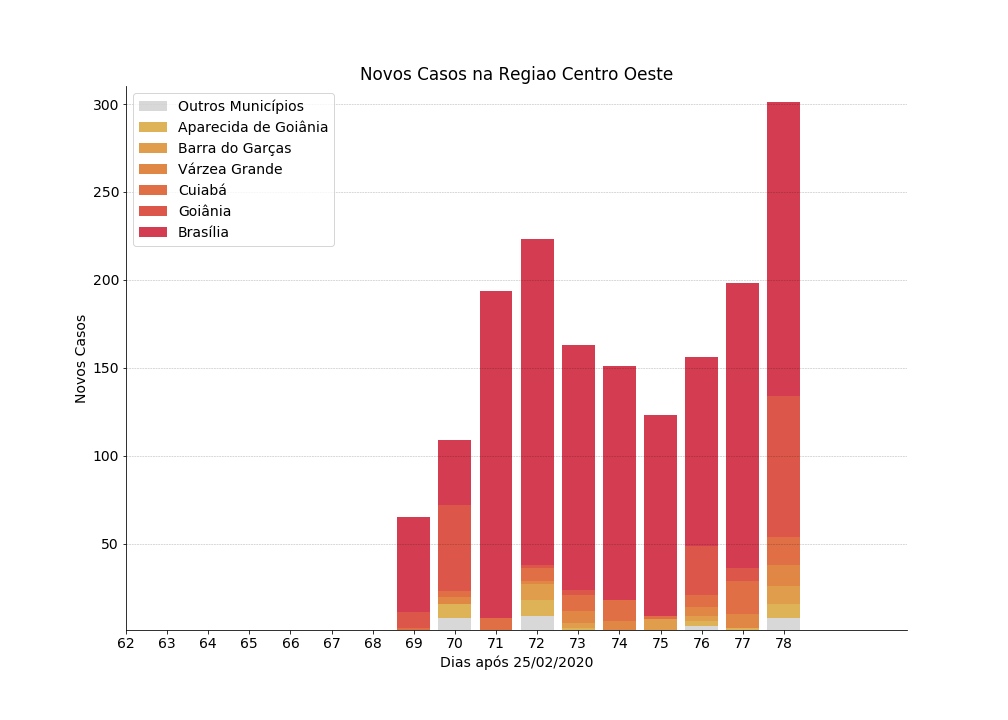 Novos Casos na Regiao Centro Oeste
Outros Municípios
Aparecida de Goiânia
Barra do Garças
Várzea Grande
Cuiabá
Goiânia
Brasília
300
250
200
150
100
50
Novos Casos
62 63 64 65 66 67 68 69 70 71 72 73 74 75 76 77 78
Dias após 25/02/2020